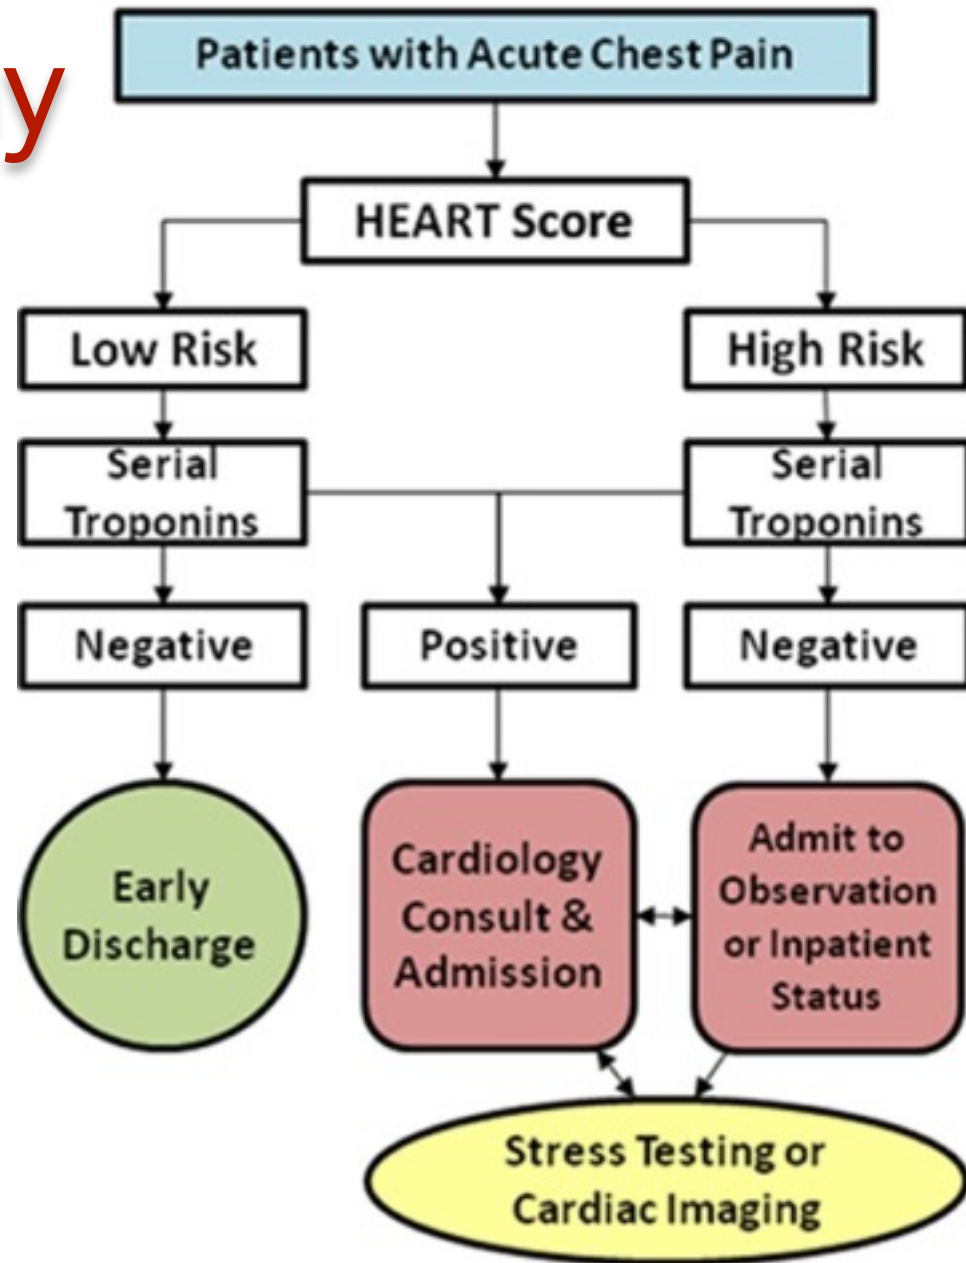 y
Patients with Acute Chest Pain
HEART Score
Low Risk
High Risk
Serial
Troponins
Serial
Troponins
Negative
Positive
Negative
Early
Discharge
Cardiology
Consult &
Admission
Admit to
Observation
or Inpatient
Status
Stress Testing or
Cardiac Imaging